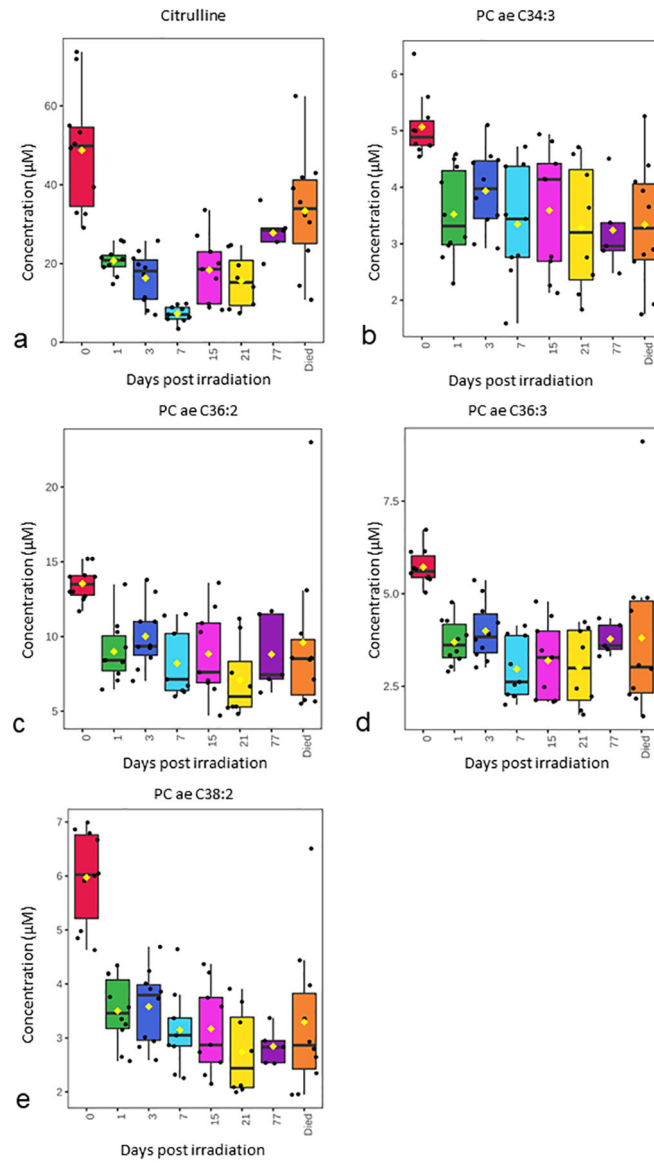 Citrulline
Concentration (µM)
60
40
20
0
0 1 3 7 15 21 77 Died
Days post irradiation
a
PC ae C34:3
Concentration (µM)
6
5
4
3
2
0 1 3 7 15 21 77 Died
Days post irradiation
b
PC ae C36:2
Concentration (µM)
20
15
10
5
0 1 3 7 15 21 77 Died
Days post irradiation
c
PC ae C36:3
Concentration (µM)
7.5
5.0
2.5
0 1 3 7 15 21 77 Died
Days post irradiation
d
PC ae C38:2
Concentration (µM)
7
6
5
4
3
2
0 1 3 7 15 21 77 Died
Days post irradiation
e